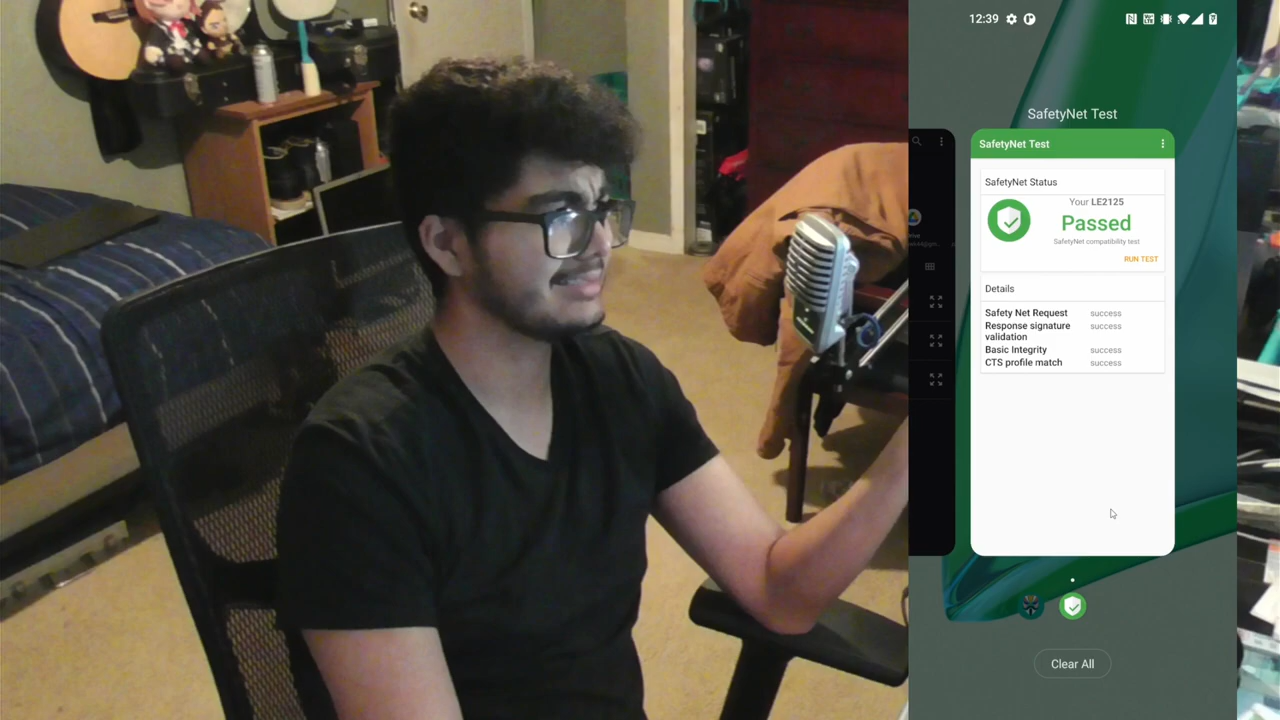 12:39
SafetyNet Test
SafetyNet Test
SafetyNet Status
Your LE2125
Passed
SafetyNet compatibility test
RUN TEST
Details
Safety Net Request success
Response signature validation success
Basic Integrity success
CTS profile match success
Clear All